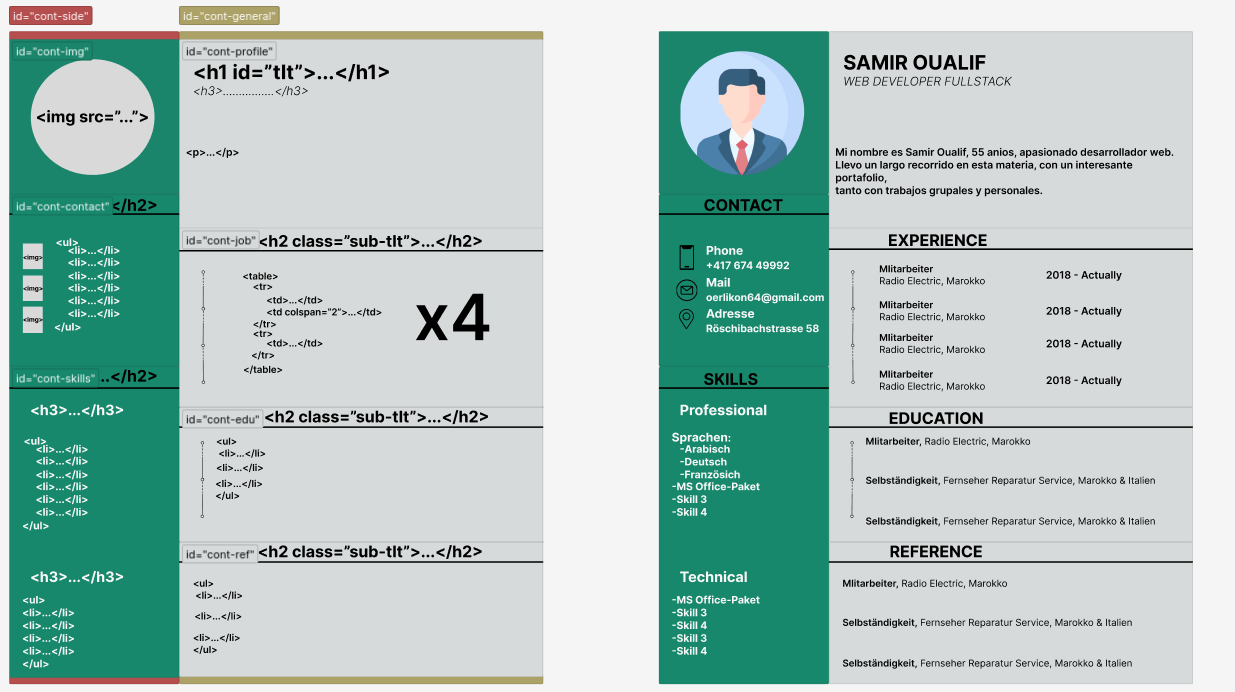 id="cont-side"
id="cont-general"
id="cont-img"
<img src=”...”>
id="cont-contact"
</h2>
<img>
<img>
<img>
<ul>
<li>...</li>
<li>...</li>
<li>...</li>
<li>...</li>
<li>...</li>
<li>...</li>
</ul>
id="cont-skills"
..</h2>
<h3>...</h3>
<ul>
<li>...</li>
<li>...</li>
<li>...</li>
<li>...</li>
<li>...</li>
<li>...</li>
</ul>
<h3>...</h3>
<ul>
<li>...</li>
<li>...</li>
<li>...</li>
<li>...</li>
</ul>
id="cont-profile"
<h1 id=”tlt”>...</h1>
<h3>...............</h3>
<p>...</p>
id="cont-job"
<h2 class=”sub-tlt”>...</h2>
<table>
<tr>
<td>...</td>
<td colspan=”2”>...</td>
</tr>
<tr>
<td>...</td>
</tr>
</table>
x4
id="cont-edu"
<h2 class=”sub-tlt”>...</h2>
<ul>
<li>...</li>
<li>...</li>
<li>...</li>
</ul>
id="cont-ref"
<h2 class=”sub-tlt”>...</h2>
<ul>
<li>...</li>
<li>...</li>
<li>...</li>
</ul>
CONTACT
Phone
+417 674 49992
Mail
oerlikon64@gmail.com
Adresse
Röschibachstrasse 58
SKILLS
Professional
Sprachen:
-Arabisch
-Deutsch
-Französich
-MS Office-Paket
-Skill 3
-Skill 4
Technical
-MS Office-Paket
-Skill 3
-Skill 4
-Skill 3
-Skill 4
SAMIR OUALIF
WEB DEVELOPER FULLSTACK
Mi nombre es Samir Oualif, 55 anios, apasionado desarrollador web.
Llevo un largo recorrido en esta materia, con un interesante
portafolio,
tanto con trabajos grupales y personales.
EXPERIENCE
MIitarbeiter
Radio Electric, Marokko
2018 - Actually
MIitarbeiter
Radio Electric, Marokko
2018 - Actually
MIitarbeiter
Radio Electric, Marokko
2018 - Actually
MIitarbeiter
Radio Electric, Marokko
2018 - Actually
EDUCATION
MIitarbeiter, Radio Electric, Marokko
Selbständigkeit, Fernseher Reparatur Service, Marokko & Italien
Selbständigkeit, Fernseher Reparatur Service, Marokko & Italien
REFERENCE
MIitarbeiter, Radio Electric, Marokko
Selbständigkeit, Fernseher Reparatur Service, Marokko & Italien
Selbständigkeit, Fernseher Reparatur Service, Marokko & Italien